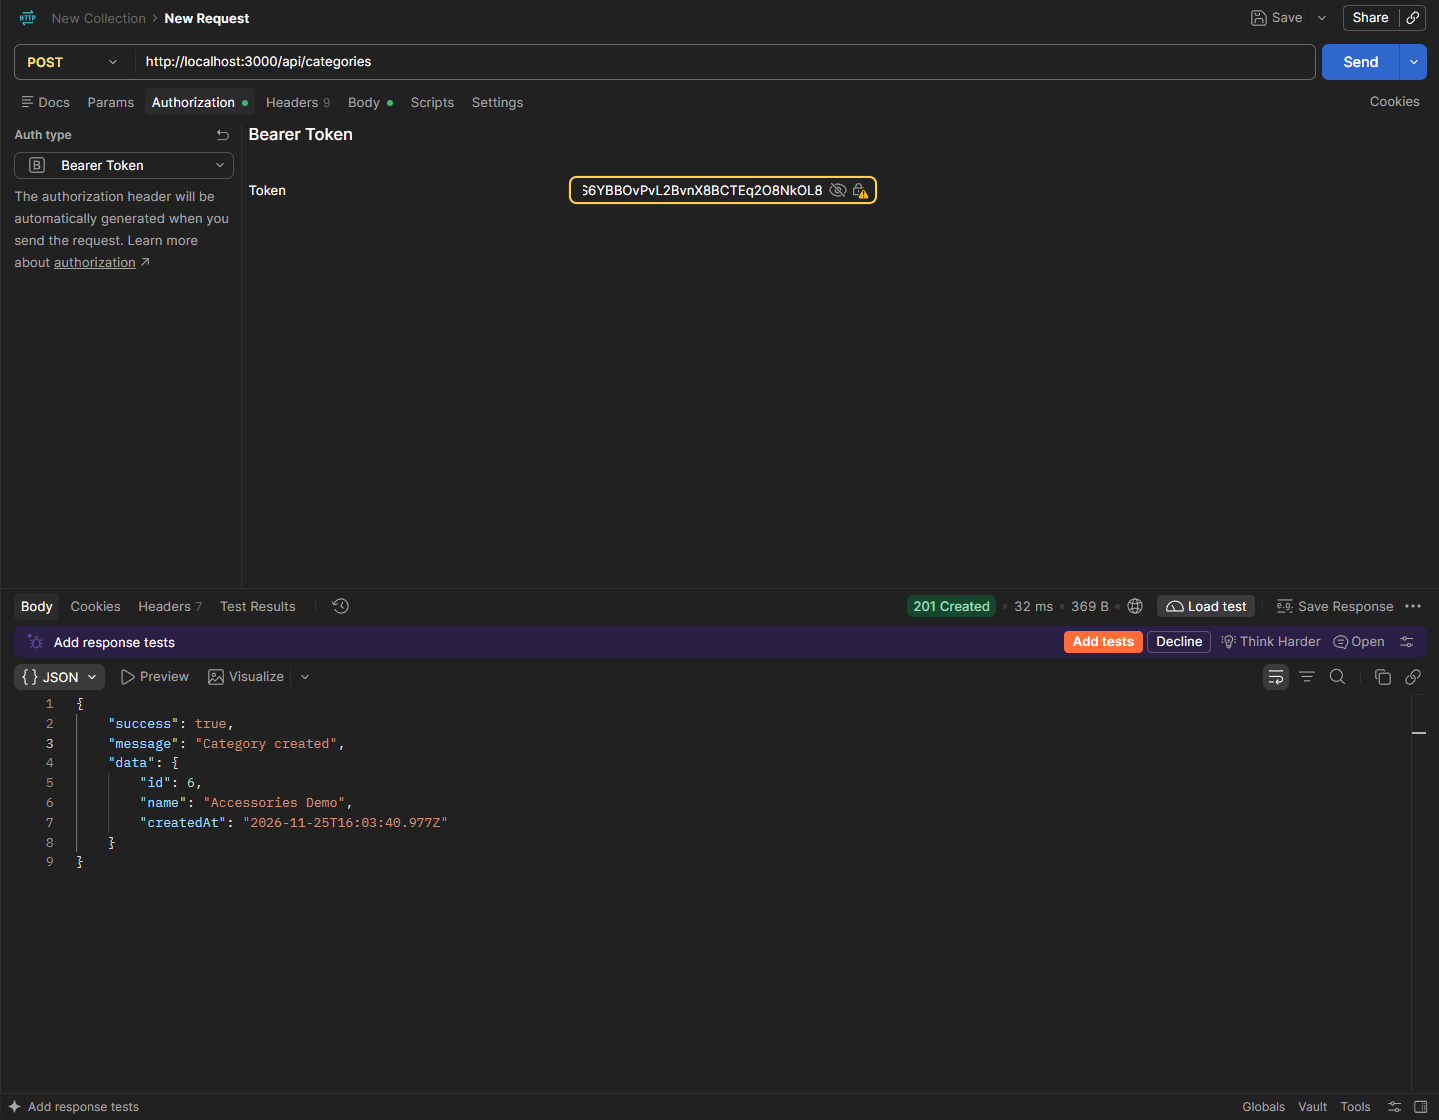 HTTP New Collection > New Request Save Share
POST http://localhost:3000/api/categories Send
Docs Params Authorization Headers 9 Body Scripts Settings Cookies
Auth type
B Bearer Token
The authorization header will be
automatically generated when you
send the request. Learn more
about authorization ↗
Bearer Token
Token S6YBBOvPvL2BvnX8BCTEq2O8NkOL8
Body Cookies Headers 7 Test Results 201 Created • 32 ms • 369 B • Load test e.g. Save Response
Add response tests Add tests Decline Think Harder Open
{} JSON Preview Visualize
1 {
2 "success": true,
3 "message": "Category created",
4 "data": {
5 "id": 6,
6 "name": "Accessories Demo",
7 "createdAt": "2026-11-25T16:03:40.977Z"
8 }
9 }
Add response tests Globals Vault Tools